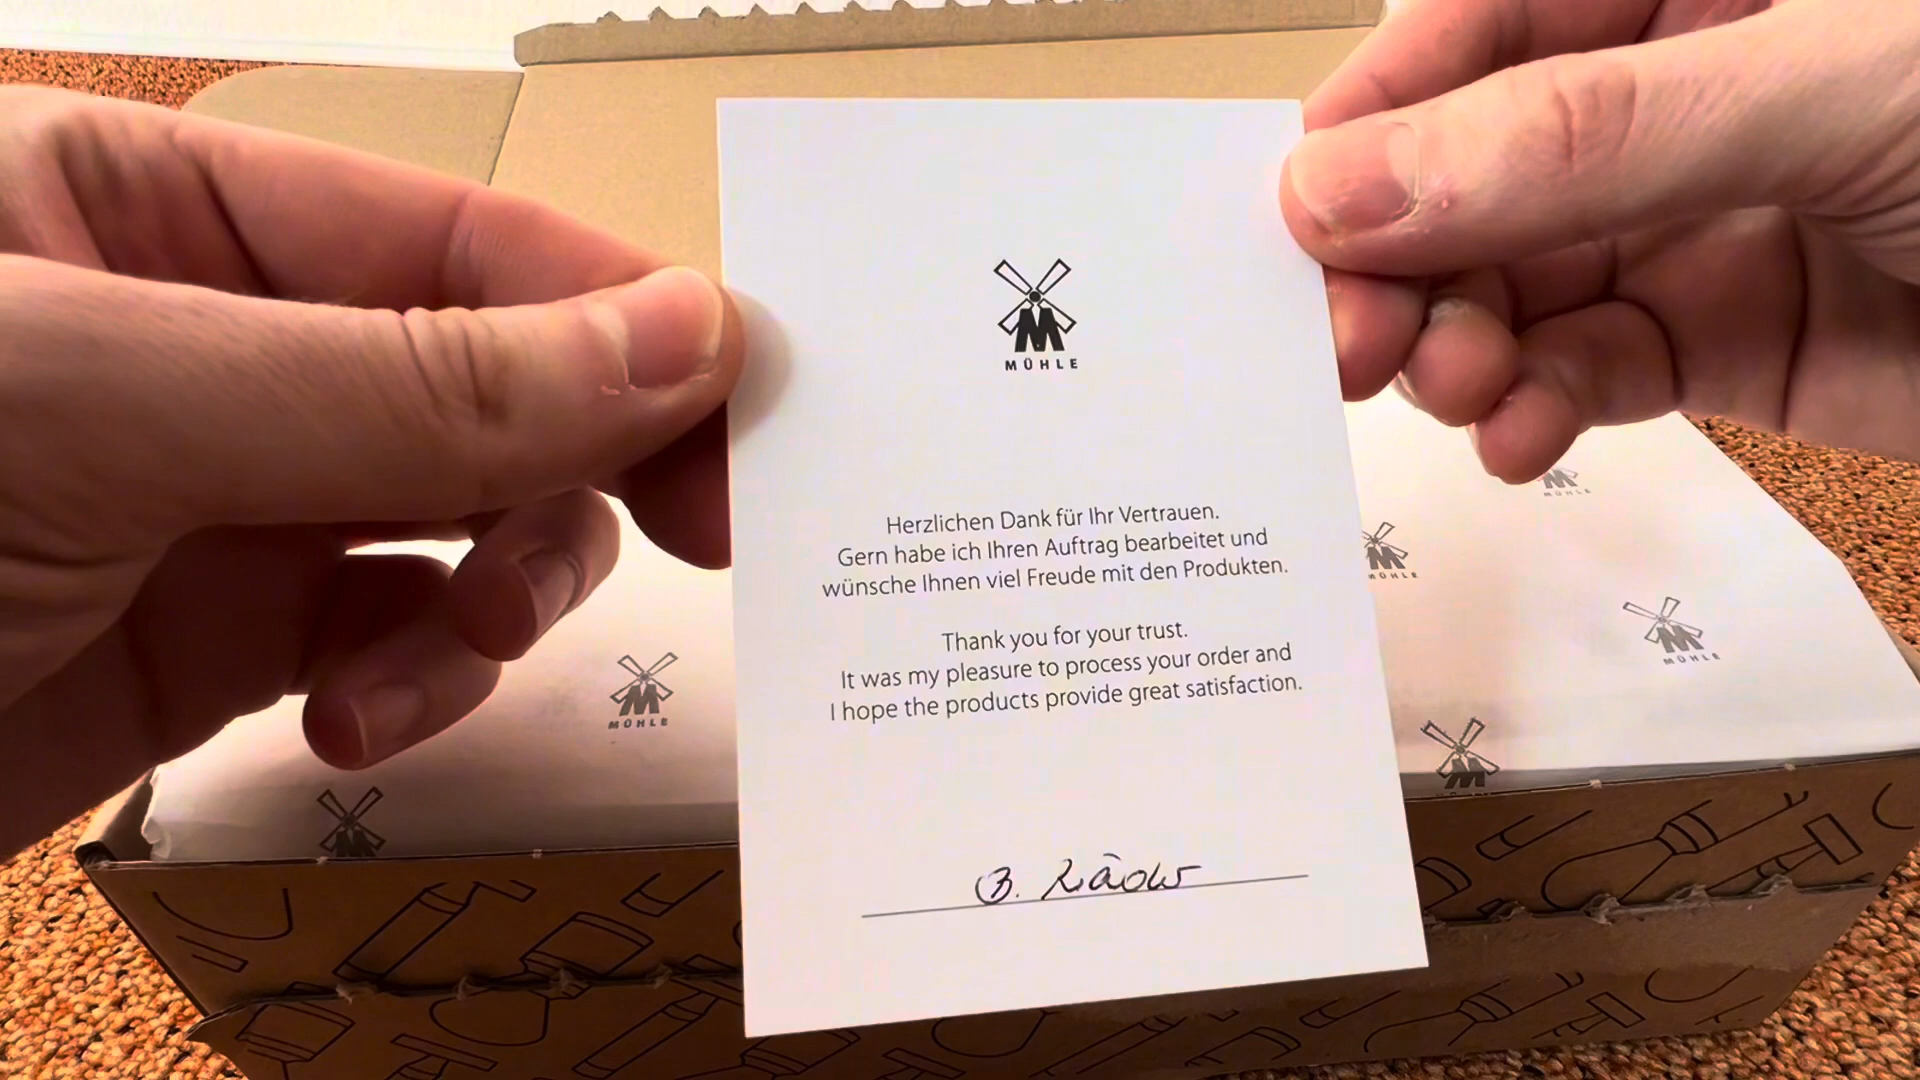 MÜHLE
Herzlichen Dank für Ihr Vertrauen.
Gern habe ich Ihren Auftrag bearbeitet und
wünsche Ihnen viel Freude mit den Produkten.
Thank you for your trust.
It was my pleasure to process your order and
I hope the products provide great satisfaction.
B.
MÜHLE
MÜHLE
MÜHLE
MÜHLE